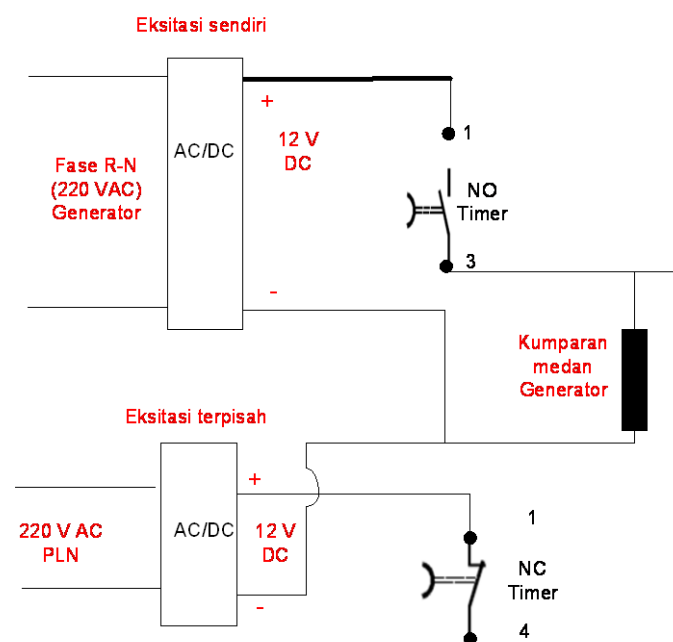 Eksitasi sendiri
+
1
AC/DC
12 V
DC
Fase R-N
(220 VAC)
Generator
NO
Timer
3
-
Kumparan
medan
Generator
Eksitasi terpisah
+
1
220 V AC
PLN
AC/DC
12 V
DC
NC
Timer
-
4